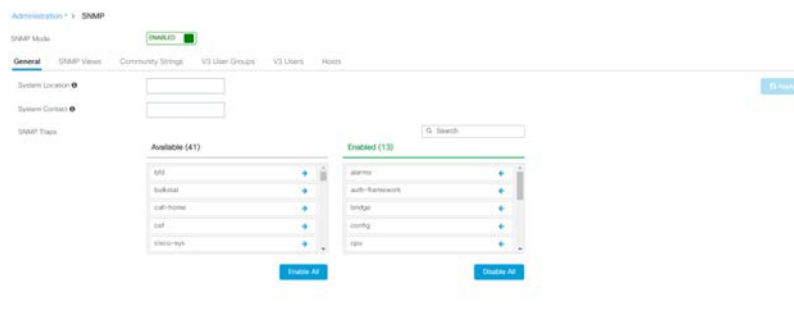 Administration > SNMP
SNMP Mode
ENABLED
General SNMP Views Community Strings V3 User Groups V3 Users Hosts
System Location
Apply
System Contact
SNMP Traps
Search
Available (41) Enabled (13)
bfd alarms
bulkstat auth-framework
call-home bridge
cef config
cisco-sys cpu
Enable All Disable All